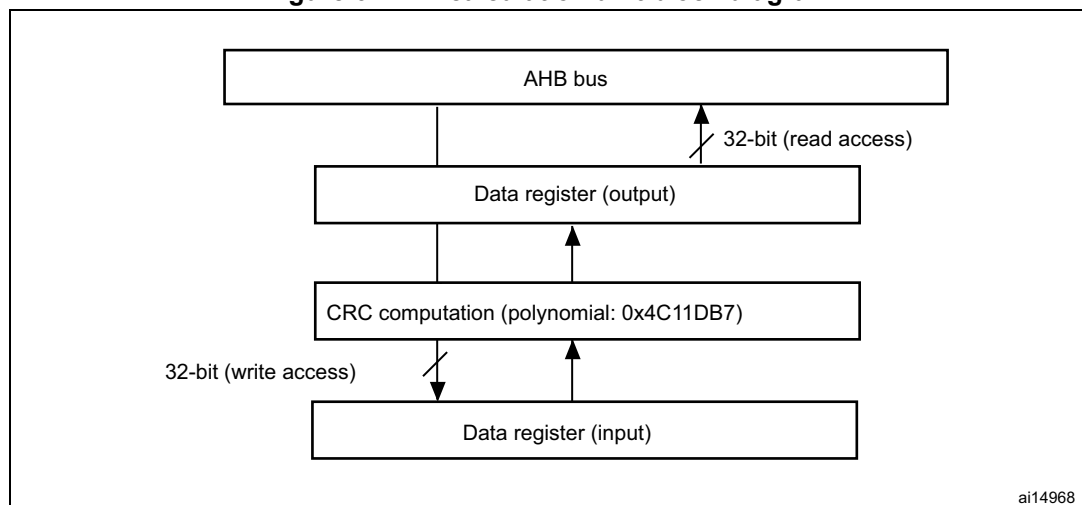 AHB bus
32-bit (read access)
Data register (output)
CRC computation (polynomial: 0x4C11DB7)
32-bit (write access)
Data register (input)
ai14968